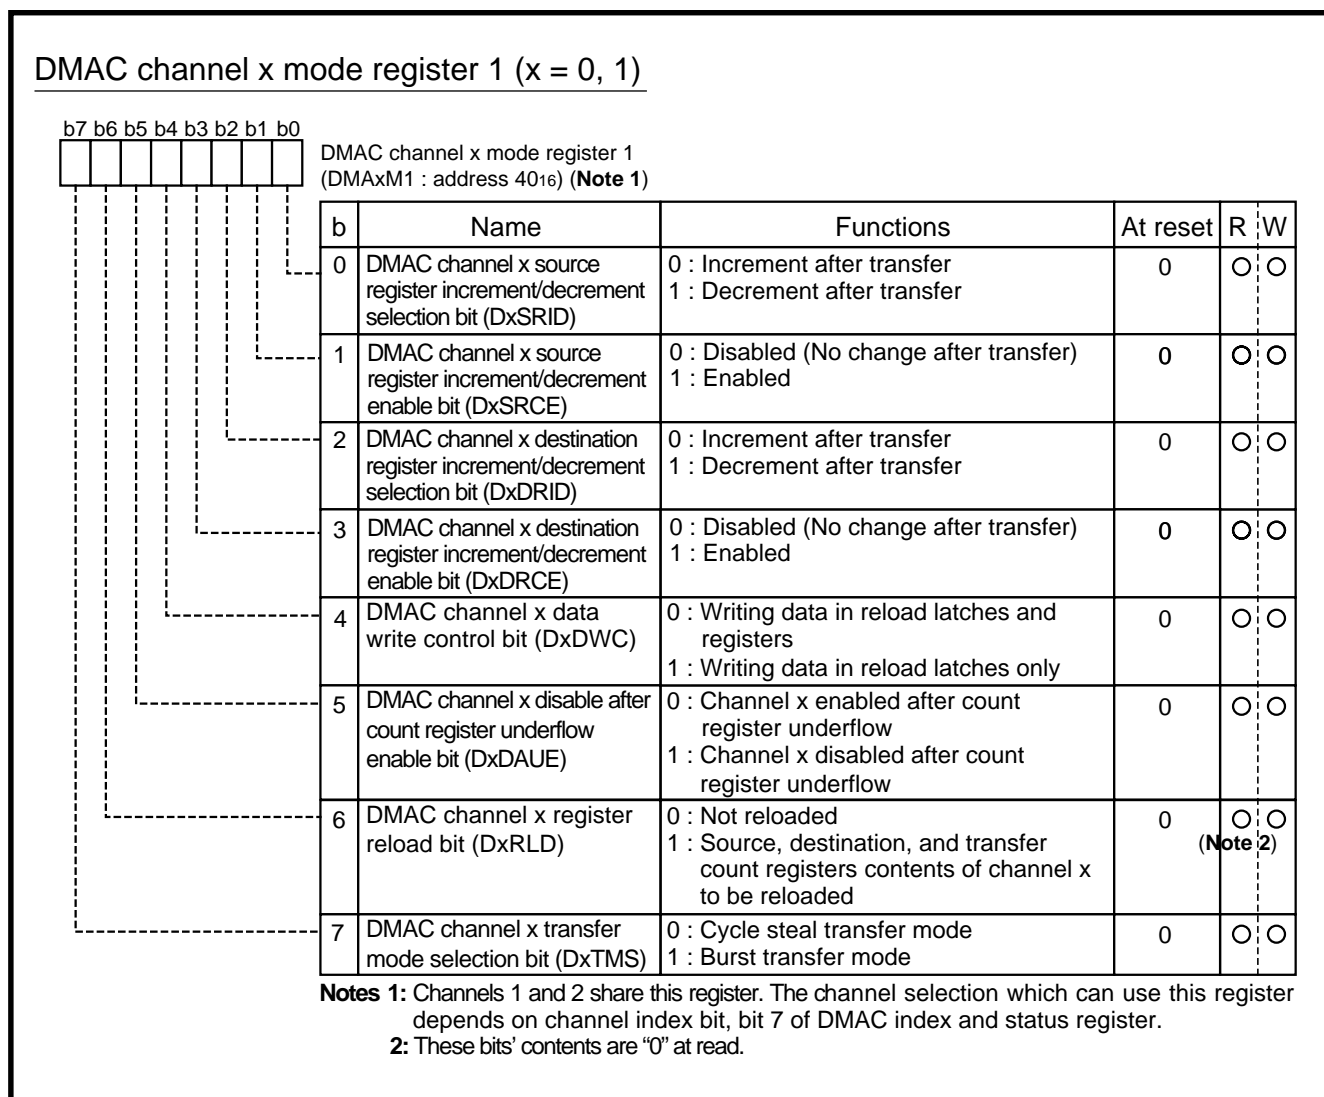 DMAC channel x mode register 1 (x = 0, 1)
b7 b6 b5 b4 b3 b2 b1 b0
DMAC channel x mode register 1
(DMAxM1 : address 4016) (Note 1)
b Name Functions At reset R W
0 DMAC channel x source 0 : Increment after transfer 0 O O
register increment/decrement 1 : Decrement after transfer
selection bit (DxSRID)
1 DMAC channel x source 0 : Disabled (No change after transfer) 0 O O
register increment/decrement 1 : Enabled
enable bit (DxSRCE)
2 DMAC channel x destination 0 : Increment after transfer 0 O O
register increment/decrement 1 : Decrement after transfer
selection bit (DxDRID)
3 DMAC channel x destination 0 : Disabled (No change after transfer) 0 O O
register increment/decrement 1 : Enabled
enable bit (DxDRCE)
4 DMAC channel x data 0 : Writing data in reload latches and 0 O O
write control bit (DxDWC) registers
1 : Writing data in reload latches only
5 DMAC channel x disable after 0 : Channel x enabled after count 0 O O
count register underflow register underflow
enable bit (DxDAUE) 1 : Channel x disabled after count
register underflow
6 DMAC channel x register 0 : Not reloaded 0 O O
reload bit (DxRLD) 1 : Source, destination, and transfer (Note 2)
count registers contents of channel x
to be reloaded
7 DMAC channel x transfer 0 : Cycle steal transfer mode 0 O O
mode selection bit (DxTMS) 1 : Burst transfer mode
Notes 1: Channels 1 and 2 share this register. The channel selection which can use this register
depends on channel index bit, bit 7 of DMAC index and status register.
2: These bits' contents are “0” at read.